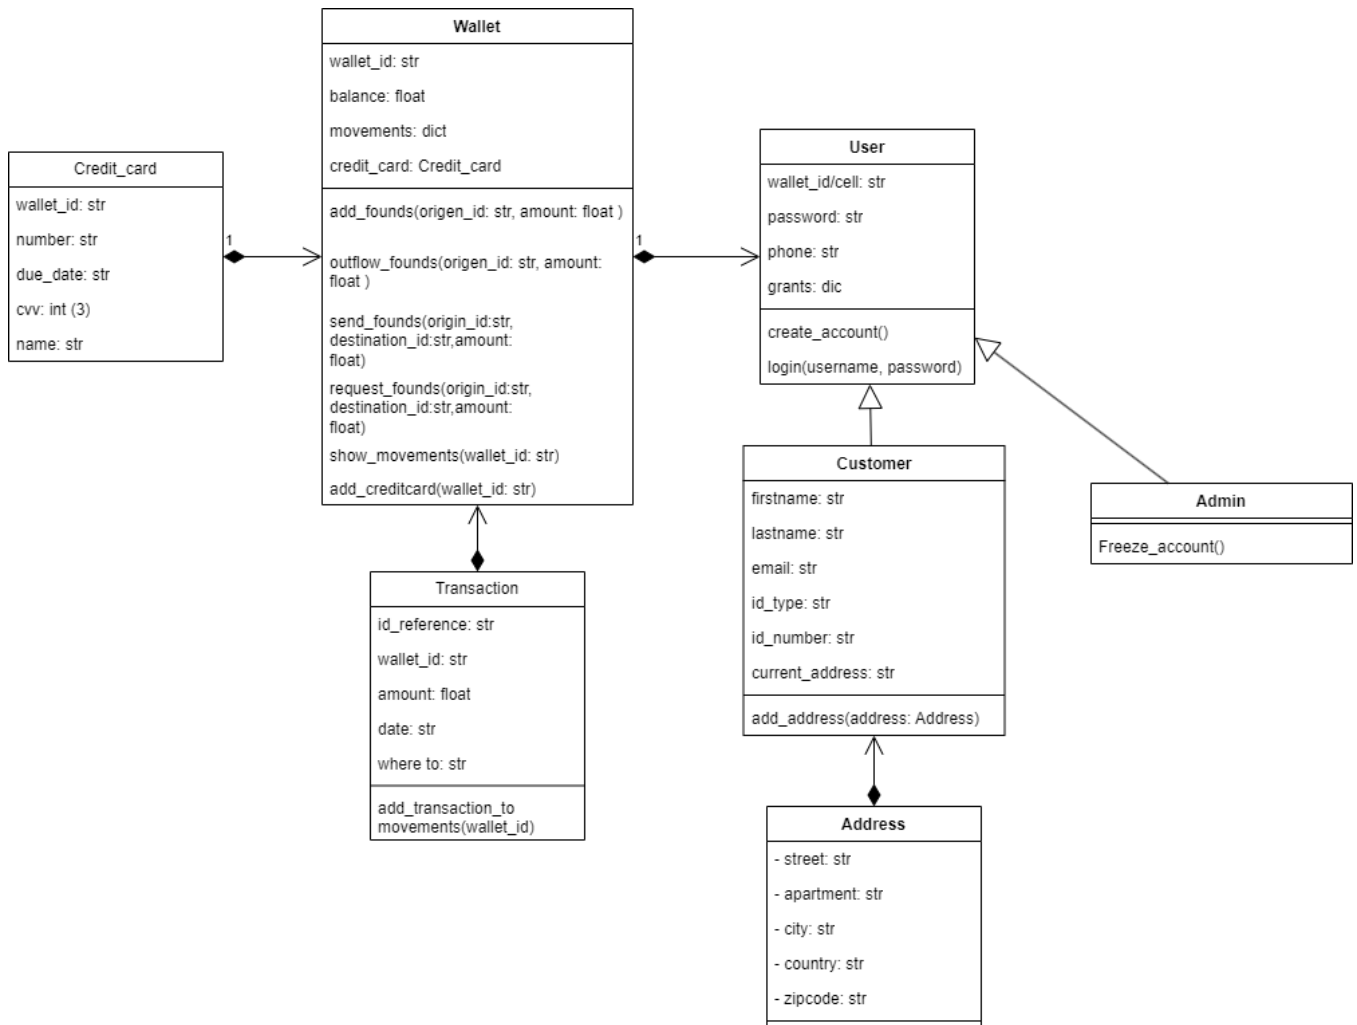 Wallet
wallet_id: str
balance: float
movements: dict
credit_card: Credit_card
add_founds(origen_id: str, amount: float )
outflow_founds(origen_id: str, amount:
float )
send_founds(origin_id:str,
destination_id:str,amount:
float)
request_founds(origin_id:str,
destination_id:str,amount:
float)
show_movements(wallet_id: str)
add_creditcard(wallet_id: str)
Credit_card
wallet_id: str
number: str
due_date: str
cvv: int (3)
name: str
1
1
User
wallet_id/cell: str
password: str
phone: str
grants: dic
create_account()
login(username, password)
Customer
firstname: str
lastname: str
email: str
id_type: str
id_number: str
current_address: str
add_address(address: Address)
Admin
Freeze_account()
Transaction
id_reference: str
wallet_id: str
amount: float
date: str
where to: str
add_transaction_to
movements(wallet_id)
Address
- street: str
- apartment: str
- city: str
- country: str
- zipcode: str